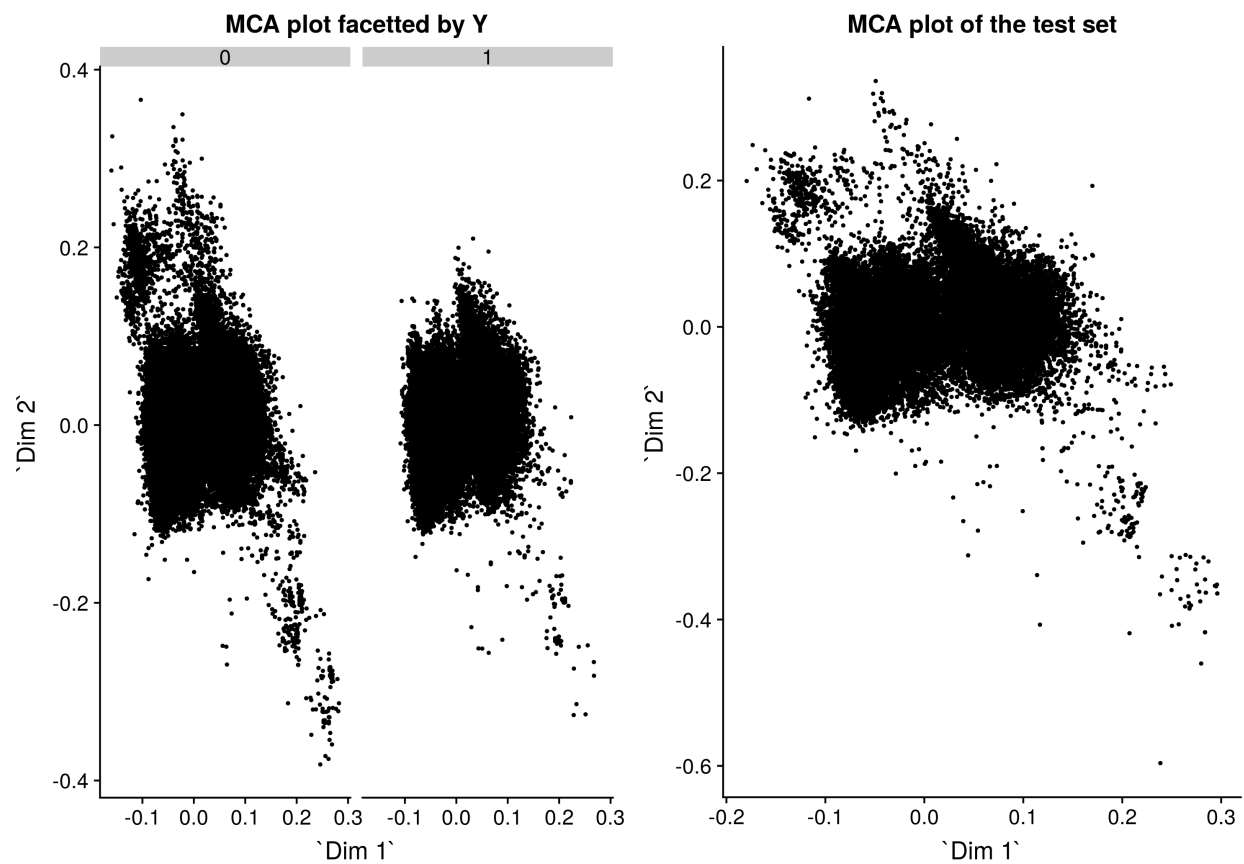 MCA plot facetted by Y
0
1
0.4
0.2
0.0
-0.2
-0.4
`Dim 2`
-0.1 0.0 0.1 0.2 0.3
-0.1 0.0 0.1 0.2 0.3
`Dim 1`
MCA plot of the test set
0.2
0.0
-0.2
-0.4
-0.6
`Dim 2`
-0.2 -0.1 0.0 0.1 0.2 0.3
`Dim 1`